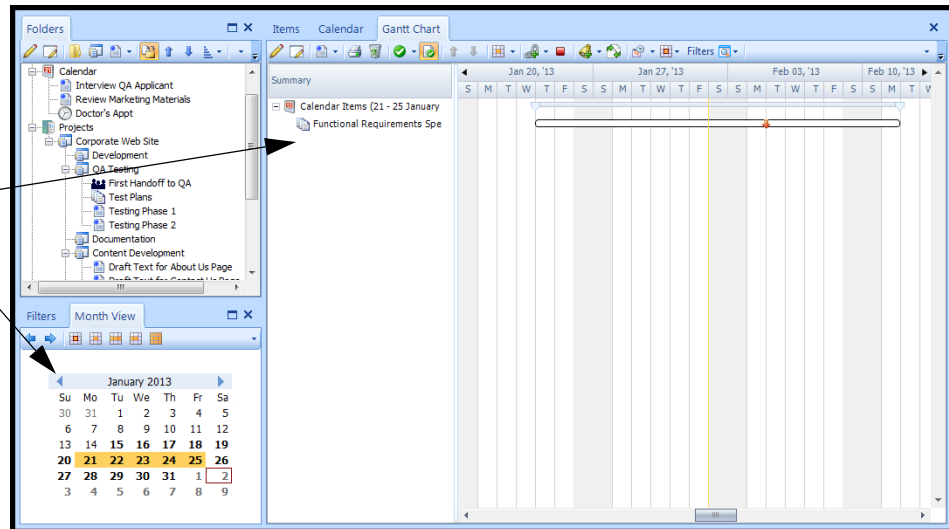 Folders
Calendar
Interview QA Applicant
Review Marketing Materials
Doctor's Appt
Projects
Corporate Web Site
Development
QA Testing
First Handoff to QA
Test Plans
Testing Phase 1
Testing Phase 2
Documentation
Content Development
Draft Text for About Us Page
Draft Text for Contact Us Page
Filters Month View
January 2013
Su Mo Tu We Th Fr Sa
30 31 1 2 3 4 5
6 7 8 9 10 11 12
13 14 15 16 17 18 19
20 21 22 23 24 25 26
27 28 29 30 31 1 2
3 4 5 6 7 8 9
Items Calendar Gantt Chart
Filters
Summary
Jan 20, '13 Jan 27, '13 Feb 03, '13 Feb 10, '13
S M T W T F S S M T W T F S S M T W T F S S M T W
Calendar Items (21 - 25 January
Functional Requirements Spe